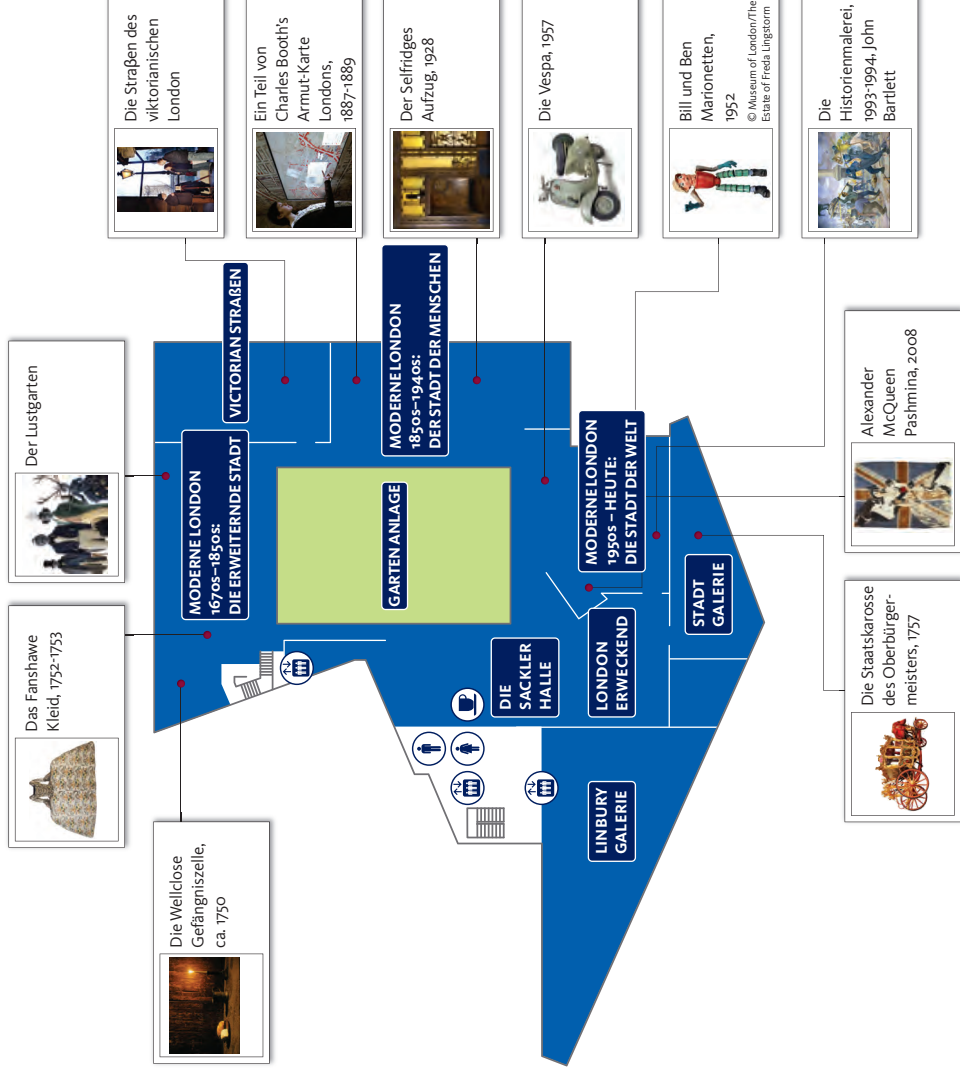 Das Fanshawe
Kleid, 1752-1753
Der Lustgarten
Die Wellclose
Gefängniszelle,
ca. 1750
Die Straßen des
viktorianischen
London
Ein Teil von
Charles Booth's
Armut-Karte
Londons,
1887-1889
Der Selfridges
Aufzug, 1928
Die Vespa, 1957
Bill und Ben
Marionetten,
1952
© Museum of London/The
Estate of Freda Lingstorm
Die
Historienmalerei,
1993-1994, John
Bartlett
Alexander
McQueen
Pashmina, 2008
Die Staatskarosse
des Oberbürger-
meisters, 1757
MODERNE LONDON
1670s–1850s:
DIE ERWEITERNDE STADT
VICTORIAN STRAßEN
MODERNE LONDON
1850s–1940s:
DER STADT DER MENSCHEN
GARTEN ANLAGE
MODERNE LONDON
1950s – HEUTE:
DIE STADT DER WELT
DIE
SACKLER
HALLE
LONDON
ERWECKEND
STADT
GALERIE
LINBURY
GALERIE